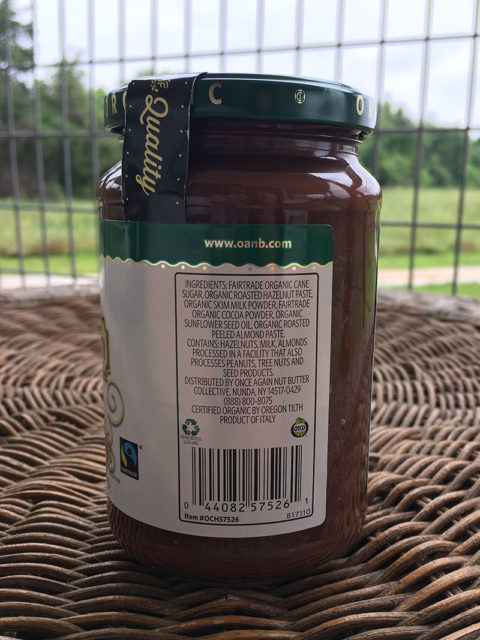 R C O
Quality
www.oanb.com
INGREDIENTS: FAIRTRADE ORGANIC CANE
SUGAR, ORGANIC ROASTED HAZELNUT PASTE,
ORGANIC SKIM MILK POWDER, FAIRTRADE
ORGANIC COCOA POWDER, ORGANIC
SUNFLOWER SEED OIL, ORGANIC ROASTED
PEELED ALMOND PASTE.
CONTAINS: HAZELNUTS, MILK, ALMONDS
PROCESSED IN A FACILITY THAT ALSO
PROCESSES PEANUTS, TREE NUTS AND
SEED PRODUCTS.
DISTRIBUTED BY ONCE AGAIN NUT BUTTER
COLLECTIVE, NUNDA, NY 14517-0429
(888) 800-8075
CERTIFIED ORGANIC BY OREGON TILTH
PRODUCT OF ITALY
OTCO
0 44082 57526 1
Item #OCH57526
817110